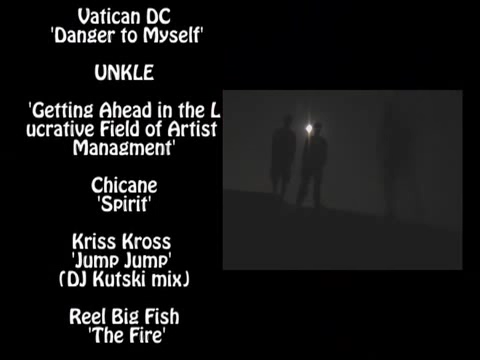 Vatican DC
'Danger to Myself'
UNKLE
'Getting Ahead in the L
ucrative Field of Artist
Managment'
Chicane
'Spirit'
Kriss Kross
'Jump Jump'
(DJ Kutski mix)
Reel Big Fish
'The Fire'